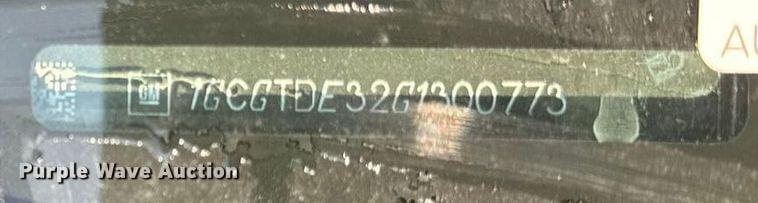 GM 1GCGTDE32G1300773
Purple Wave Auction